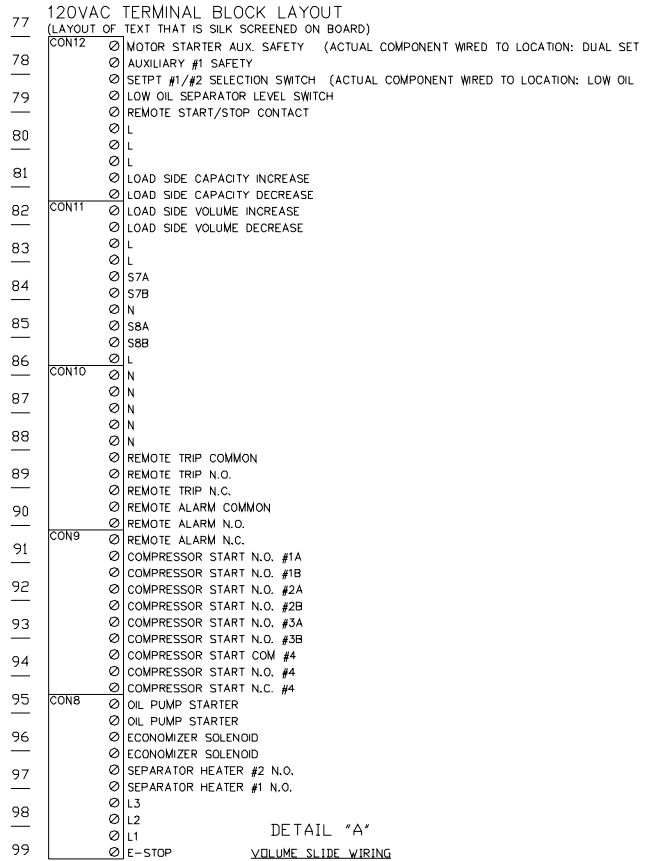 120VAC TERMINAL BLOCK LAYOUT
77
(LAYOUT OF TEXT THAT IS SILK SCREENED ON BOARD)
CON12
MOTOR STARTER AUX. SAFETY (ACTUAL COMPONENT WIRED TO LOCATION: DUAL SET
78
AUXILIARY #1 SAFETY
SETPT #1/#2 SELECTION SWITCH (ACTUAL COMPONENT WIRED TO LOCATION: LOW OIL
79
LOW OIL SEPARATOR LEVEL SWITCH
REMOTE START/STOP CONTACT
80
L
L
L
81
LOAD SIDE CAPACITY INCREASE
LOAD SIDE CAPACITY DECREASE
82
CON11
LOAD SIDE VOLUME INCREASE
LOAD SIDE VOLUME DECREASE
83
L
L
84
S7A
S7B
N
85
S8A
S8B
86
L
CON10
N
87
N
N
N
88
N
REMOTE TRIP COMMON
89
REMOTE TRIP N.O.
REMOTE TRIP N.C.
90
REMOTE ALARM COMMON
REMOTE ALARM N.O.
91
CON9
REMOTE ALARM N.C.
COMPRESSOR START N.O. #1A
COMPRESSOR START N.O. #1B
92
COMPRESSOR START N.O. #2A
COMPRESSOR START N.O. #2B
93
COMPRESSOR START N.O. #3A
COMPRESSOR START N.O. #3B
94
COMPRESSOR START COM #4
COMPRESSOR START N.O. #4
COMPRESSOR START N.C. #4
95
CON8
OIL PUMP STARTER
OIL PUMP STARTER
96
ECONOMIZER SOLENOID
ECONOMIZER SOLENOID
97
SEPARATOR HEATER #2 N.O.
SEPARATOR HEATER #1 N.O.
98
L3
L2
L1
DETAIL "A"
99
E-STOP
VOLUME SLIDE WIRING